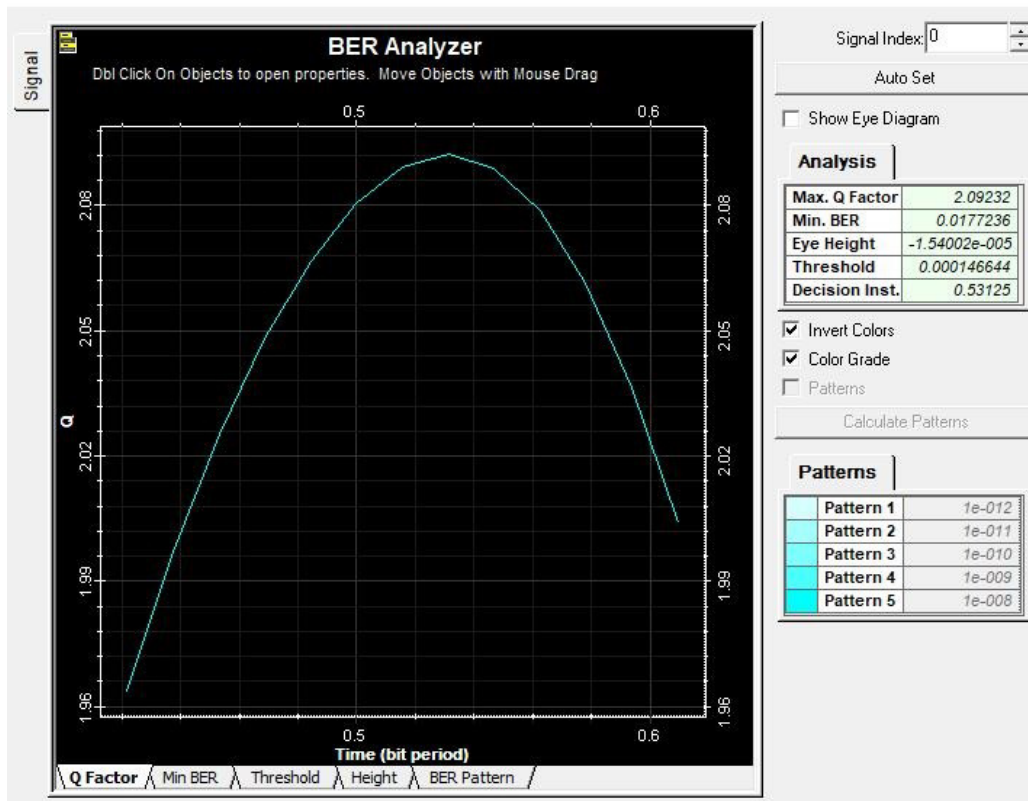 Signal
BER Analyzer
Dbl Click On Objects to open properties. Move Objects with Mouse Drag
0.5 0.6
2.08 2.08
2.05 2.05
Q
2.02 2.02
1.99 1.99
1.96 1.96
0.5 0.6
Time (bit period)
Q Factor Min BER Threshold Height BER Pattern
Signal Index: 0
Auto Set
Show Eye Diagram
Analysis
Max. Q Factor 2.09232
Min. BER 0.0177236
Eye Height -1.54002e-005
Threshold 0.000146644
Decision Inst. 0.53125
Invert Colors
Color Grade
Patterns
Calculate Patterns
Patterns
Pattern 1 1e-012
Pattern 2 1e-011
Pattern 3 1e-010
Pattern 4 1e-009
Pattern 5 1e-008